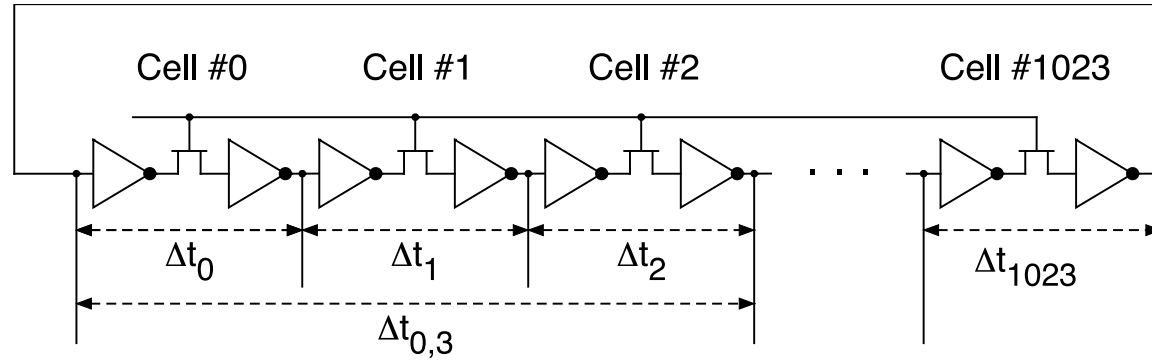 Cell #0 Cell #1 Cell #2 Cell #1023
. . .
Δt0 Δt1 Δt2 Δt1023
Δt0,3